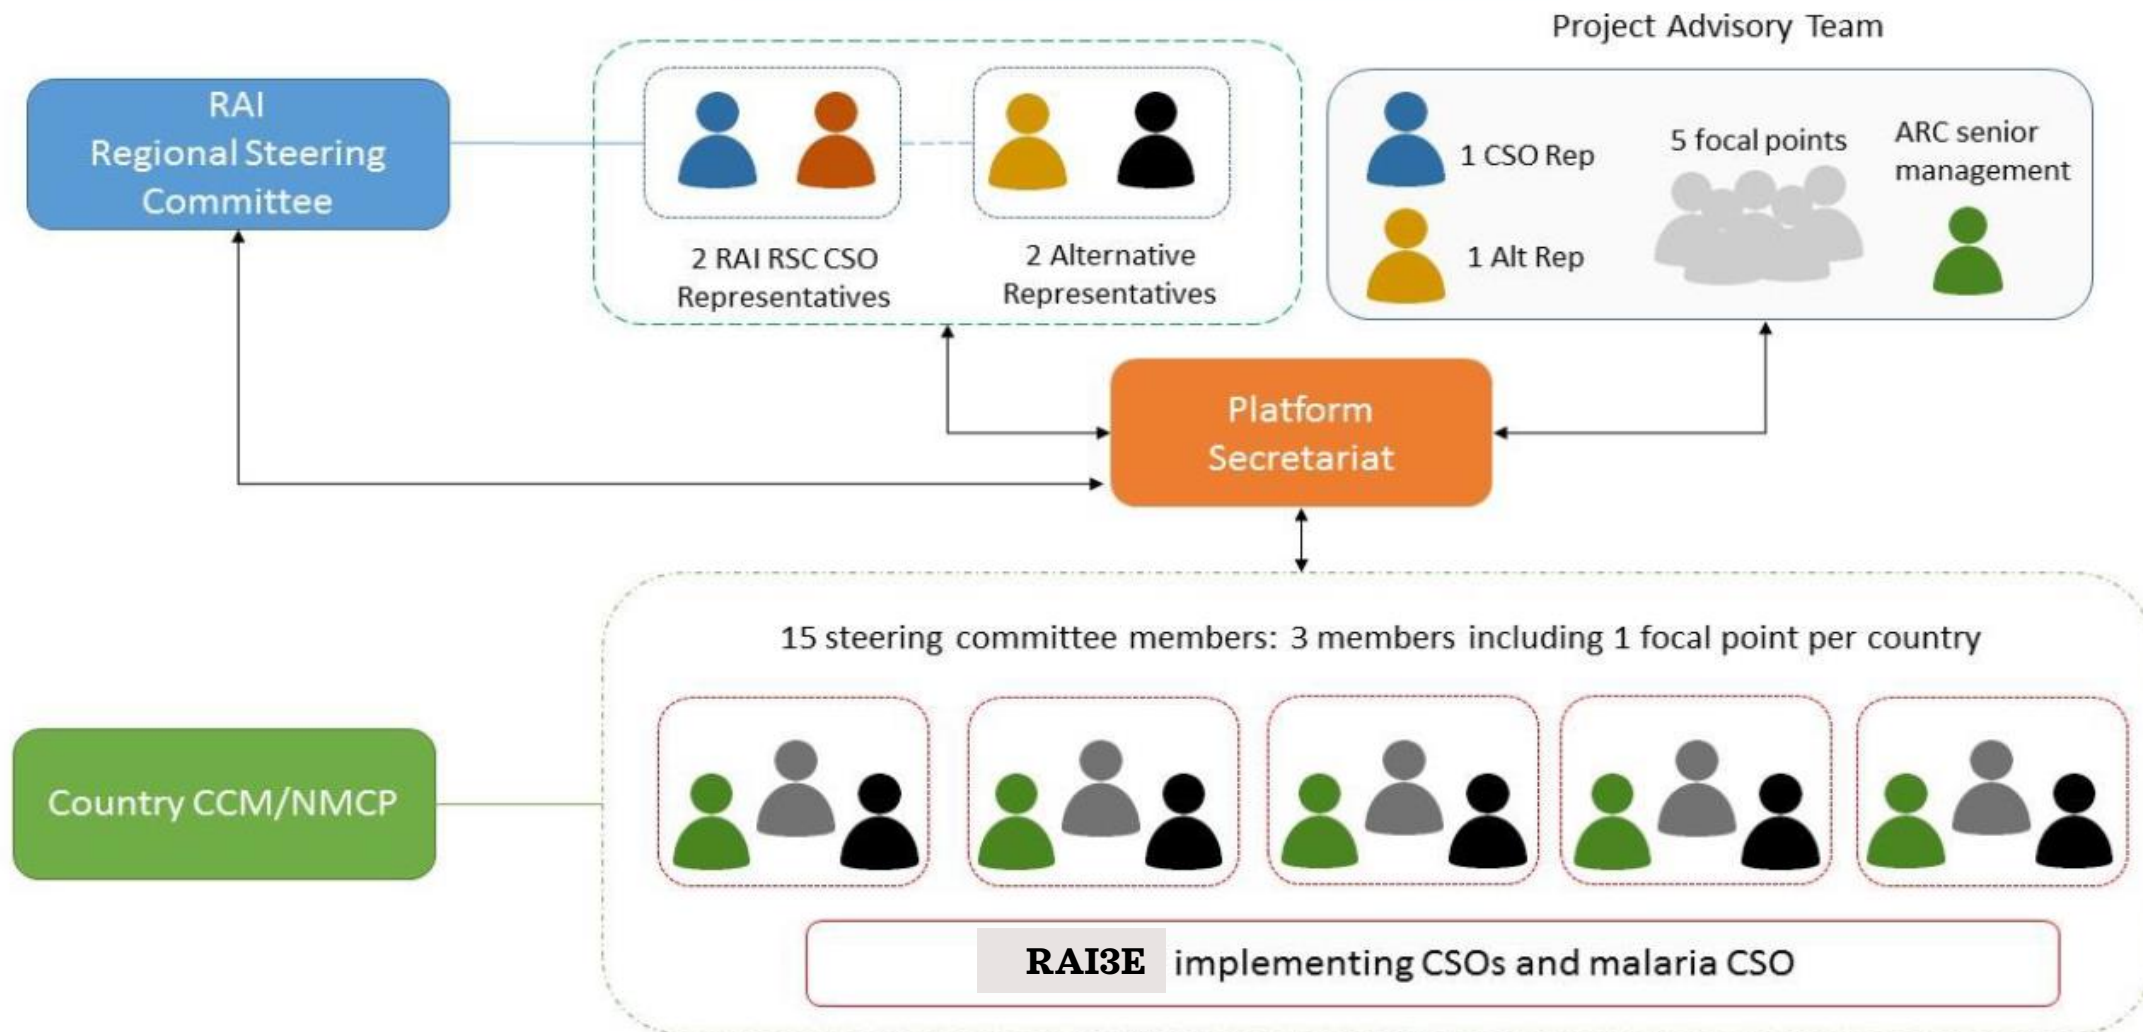 Project Advisory Team
RAI
Regional Steering
Committee
2 RAI RSC CSO
Representatives
2 Alternative
Representatives
1 CSO Rep
1 Alt Rep
5 focal points
ARC senior
management
Platform
Secretariat
15 steering committee members: 3 members including 1 focal point per country
Country CCM/NMCP
RAI3E implementing CSOs and malaria CSO